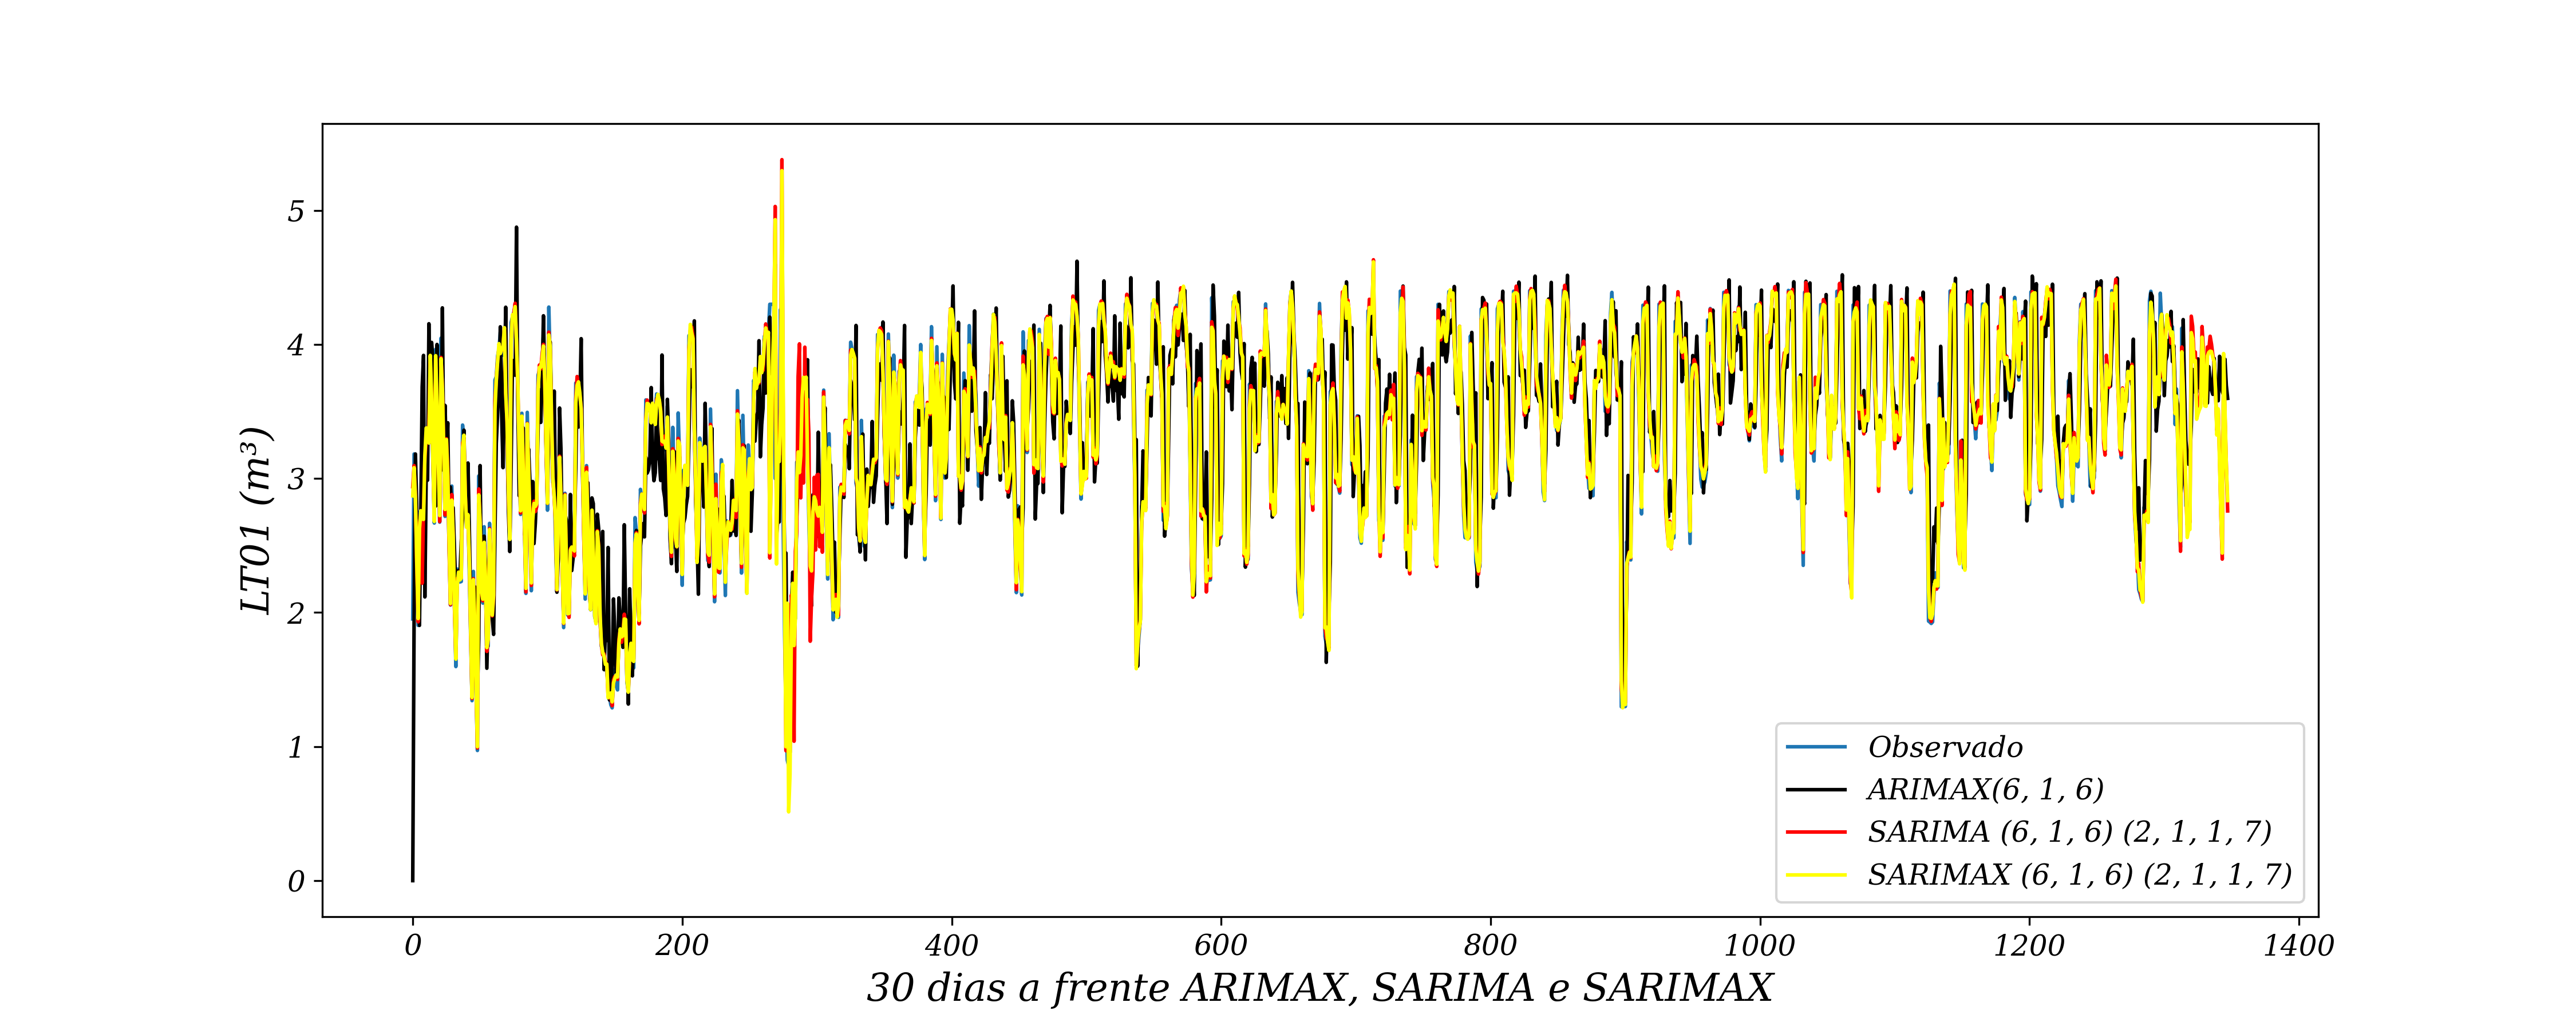 LT01 (m³)
5
4
3
2
1
0
Observado
ARIMAX(6, 1, 6)
SARIMA (6, 1, 6) (2, 1, 1, 7)
SARIMAX (6, 1, 6) (2, 1, 1, 7)
0 200 400 600 800 1000 1200 1400
30 dias a frente ARIMAX, SARIMA e SARIMAX